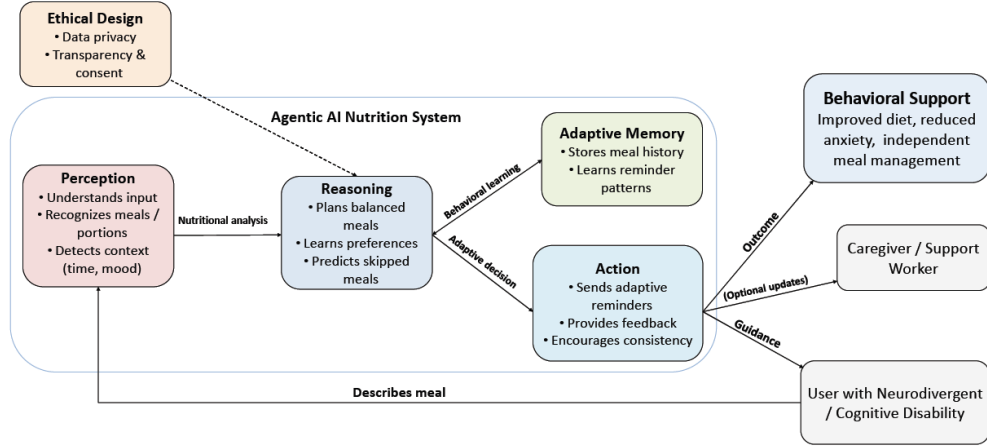 Ethical Design
• Data privacy
• Transparency &
consent
Agentic AI Nutrition System
Perception
• Understands input
• Recognizes meals /
portions
• Detects context
(time, mood)
Nutritional analysis
Reasoning
• Plans balanced
meals
• Learns preferences
• Predicts skipped
meals
Behavioral learning
Adaptive decision
Adaptive Memory
• Stores meal history
• Learns reminder
patterns
Action
• Sends adaptive
reminders
• Provides feedback
• Encourages consistency
Outcome
(Optional updates)
Guidance
Behavioral Support
Improved diet, reduced
anxiety, independent
meal management
Caregiver / Support
Worker
User with Neurodivergent
/ Cognitive Disability
Describes meal